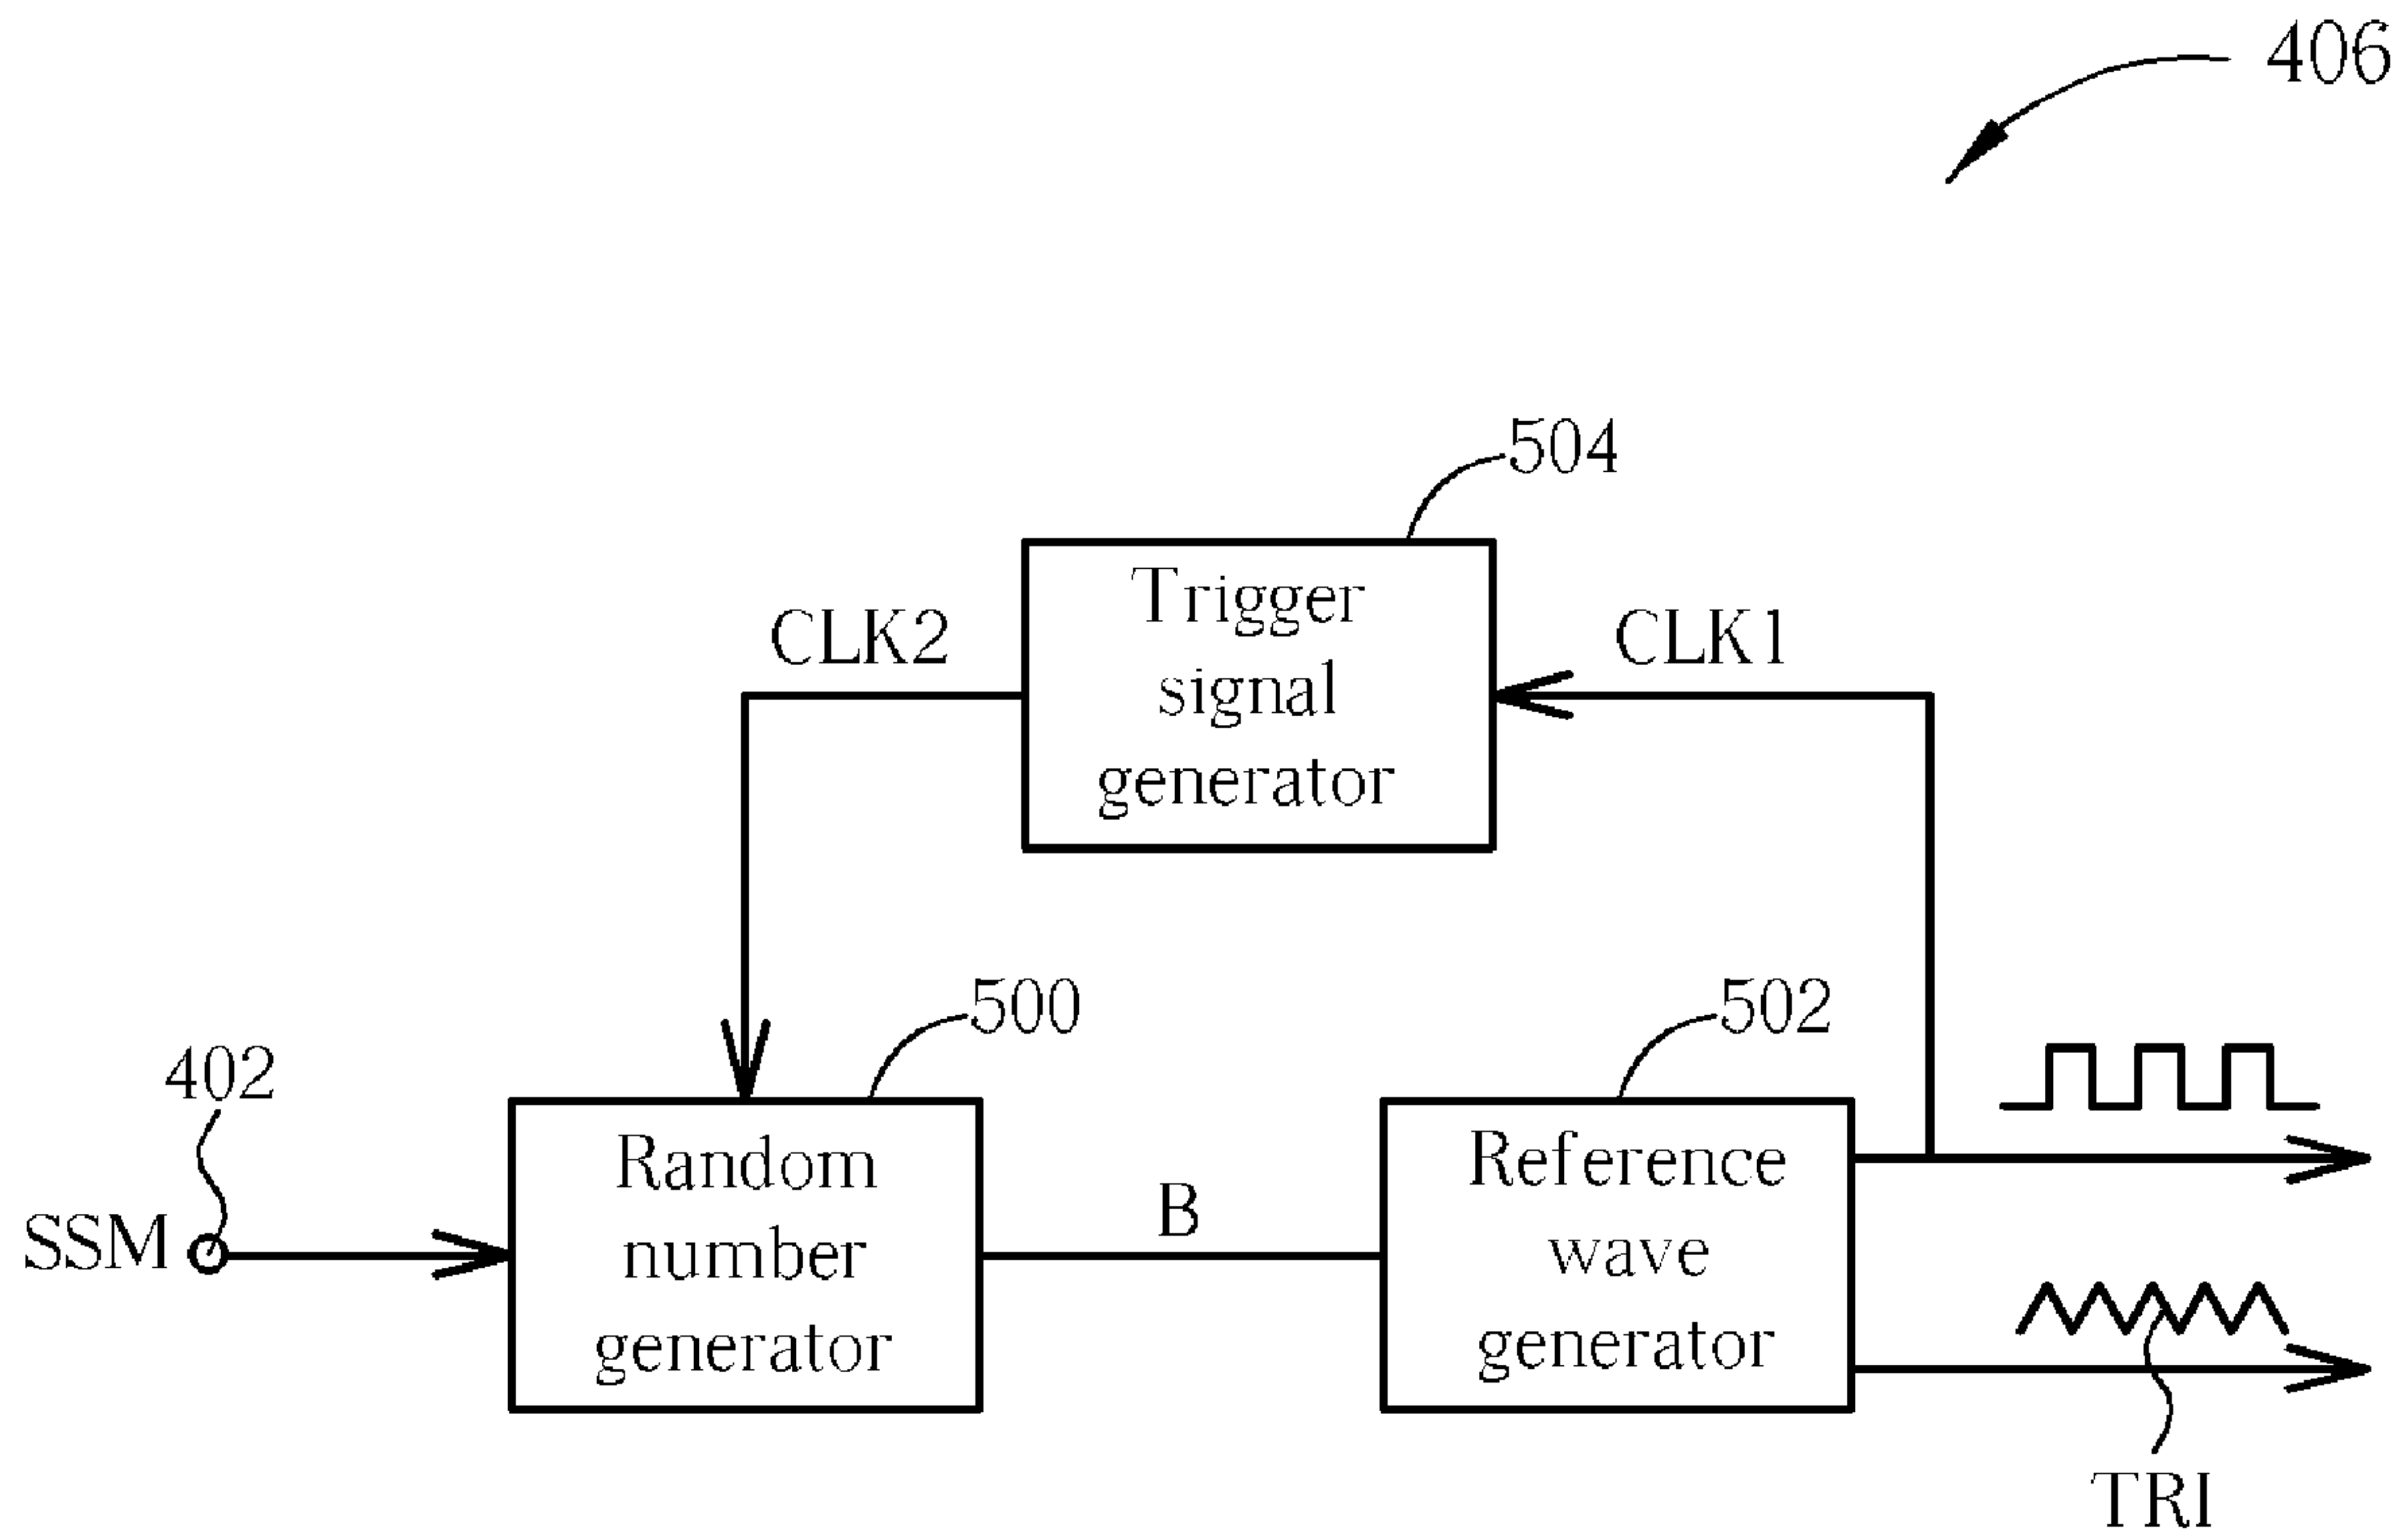 406
504
Trigger
signal
generator
CLK2
CLK1
500
502
402
SSM
Random
number
generator
B
Reference
wave
generator
TRI